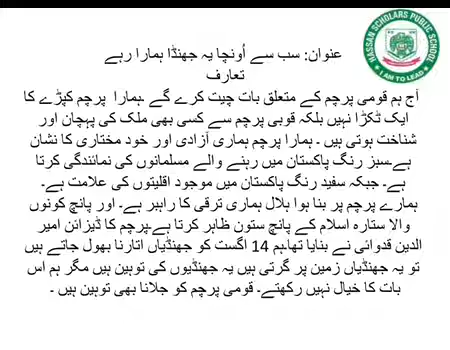 HASSAN SCHOLARS PUBLIC SCHOOL
I AM TO LEAD
عنوان: سب سے اُونچا یہ جھنڈا ہمارا رہے
تعارف
آج ہم قومی پرچم کے متعلق بات چیت کرے گے ۔ہمارا پرچم کپڑے کا
ایک ٹکڑا نہیں بلکہ قوبی پرچم سے کسی بھی ملک کی پہچان اور
شناخت ہوتی ہیں ۔ ہمارا پرچم ہماری آزادی اور خود مختاری کا نشان
ہے۔سبز رنگ پاکستان میں رہنے والے مسلمانوں کی نمائندگی کرتا
ہے۔ جبکہ سفید رنگ پاکستان میں موجود اقلیتوں کی علامت ہے۔
ہمارے پرچم پر بنا ہوا ہلال ہماری ترقی کا راہبر ہے۔ اور پانچ کونوں
والا ستارہ اسلام کے پانچ ستون ظاہر کرتا ہے۔پرچم کا ڈیزائن امیر
الدین قدوائی نے بنایا تھا۔ہم 14 اگست کو جھنڈیاں اتارنا بھول جاتے ہیں
تو یہ جھنڈیاں زمین پر گرتی ہیں یہ جھنڈیوں کی توہین ہیں مگر ہم اس
بات کا خیال نہیں رکھتے۔ قومی پرچم کو جلانا بھی توہین ہیں ۔